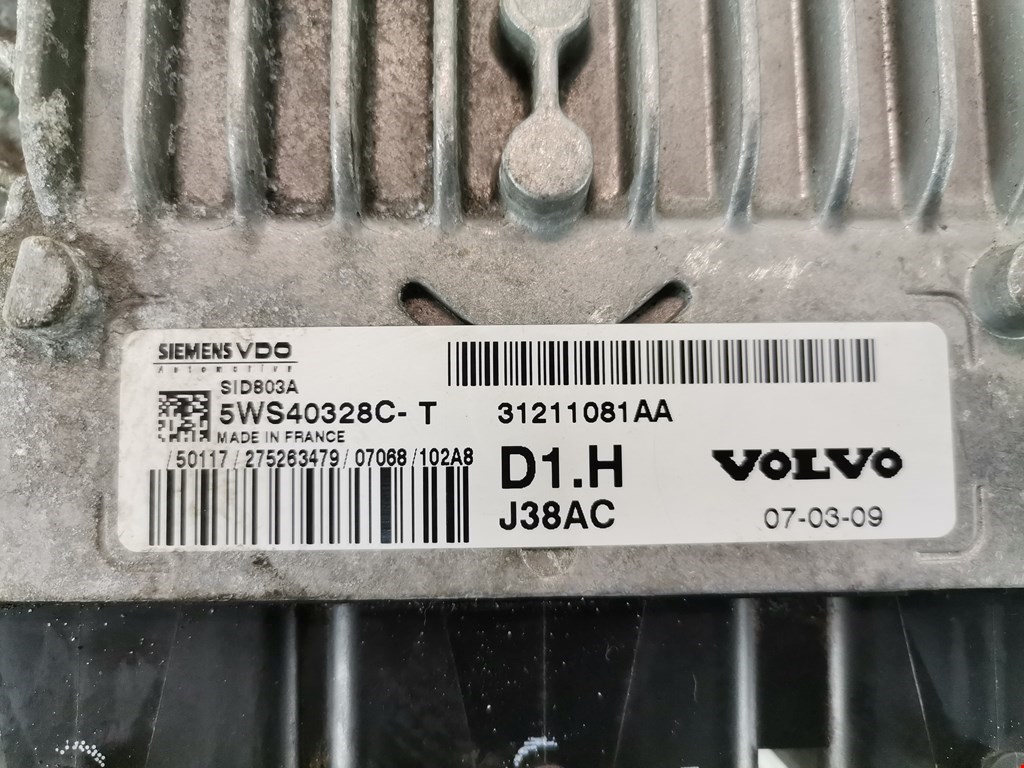 SIEMENS VDO
Automotive
SID803A
5WS40328C- T
MADE IN FRANCE
/50117/275263479/07068/102A8
31211081AA
D1.H
J38AC
VOLVO
07-03-09